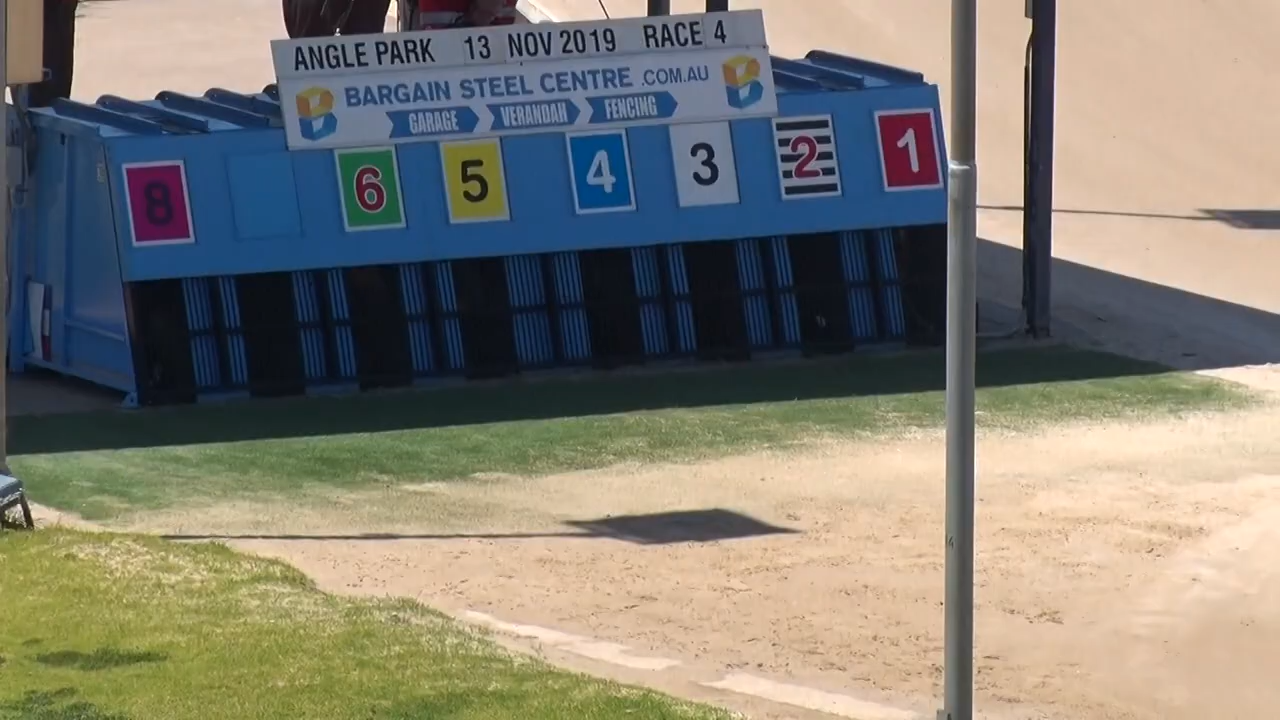 ANGLE PARK 13 NOV 2019 RACE 4
BARGAIN STEEL CENTRE .COM.AU
GARAGE VERANDAH FENCING
8 6 5 4 3 2 1